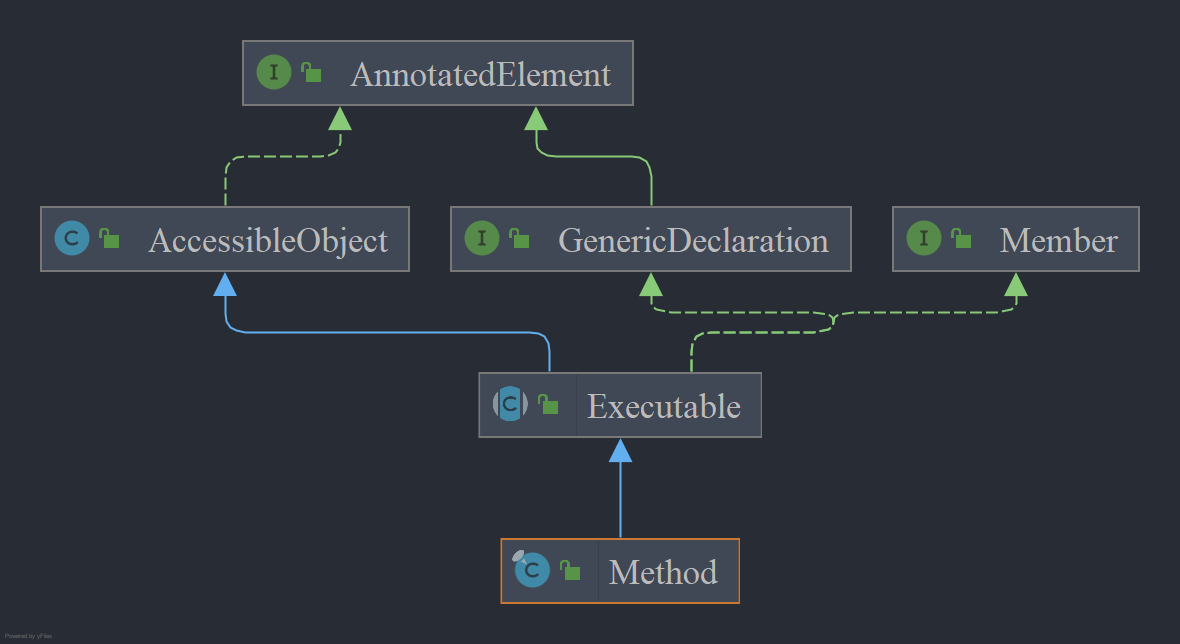 I AnnotatedElement
C AccessibleObject
I GenericDeclaration
I Member
C Executable
C Method
Powered by yFiles